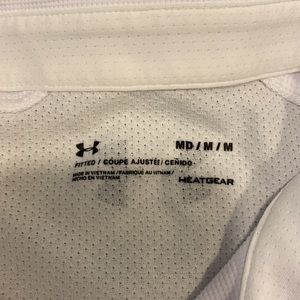 MD / M / M
FITTED / COUPE AJUSTÉE / CEÑIDO
MADE IN VIETNAM / FABRIQUÉ AU VIETNAM /
HECHO EN VIETNAM
HEATGEAR